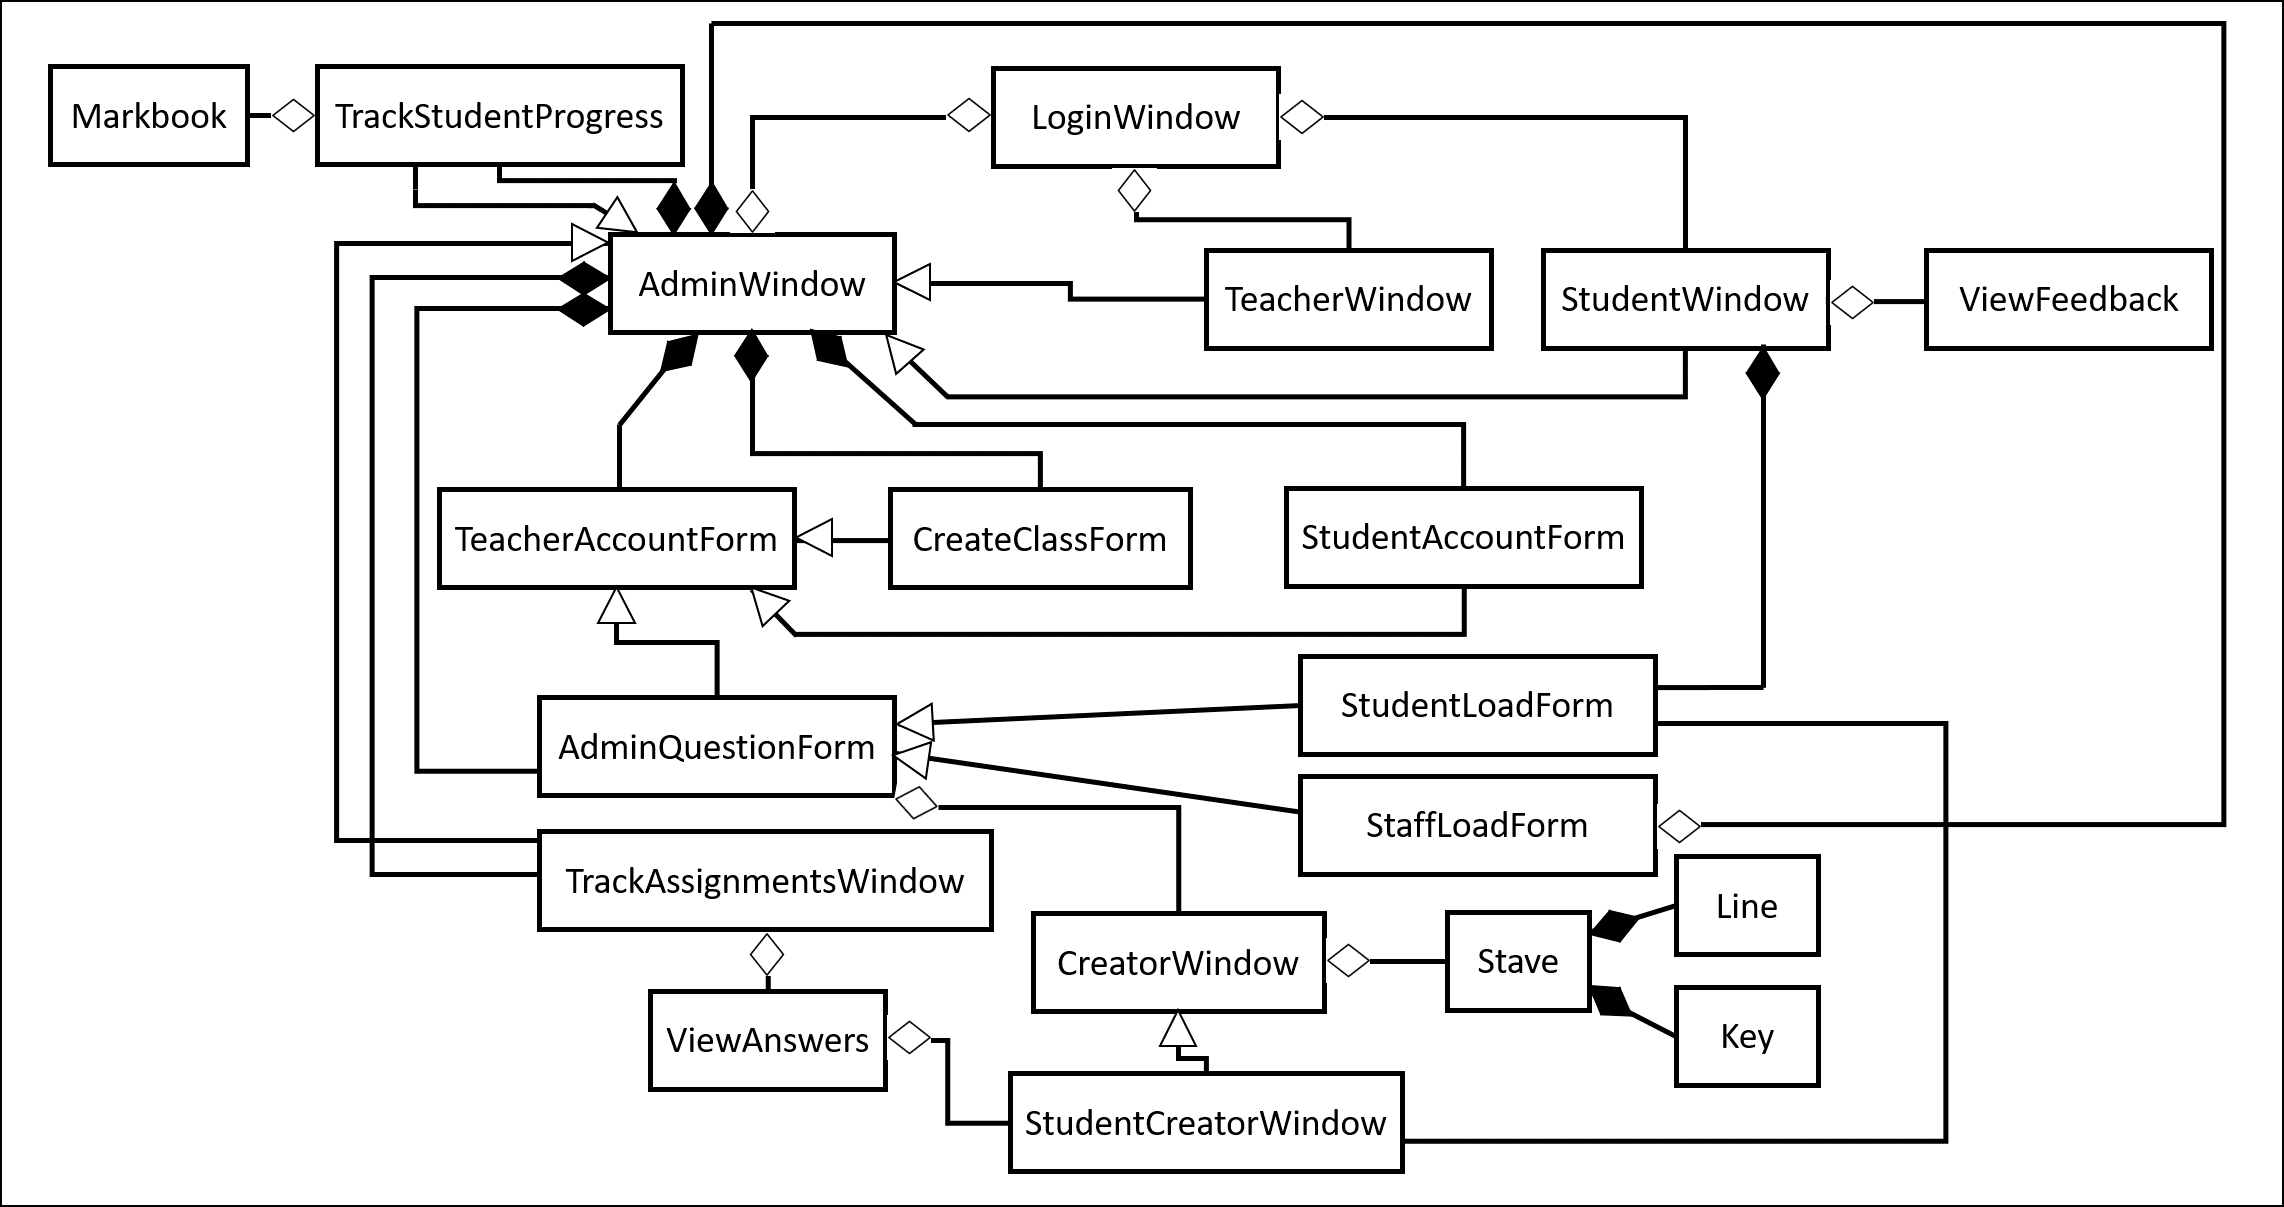 Markbook
TrackStudentProgress
LoginWindow
AdminWindow
TeacherWindow
StudentWindow
ViewFeedback
TeacherAccountForm
CreateClassForm
StudentAccountForm
StudentLoadForm
AdminQuestionForm
StaffLoadForm
TrackAssignmentsWindow
Line
CreatorWindow
Stave
ViewAnswers
Key
StudentCreatorWindow